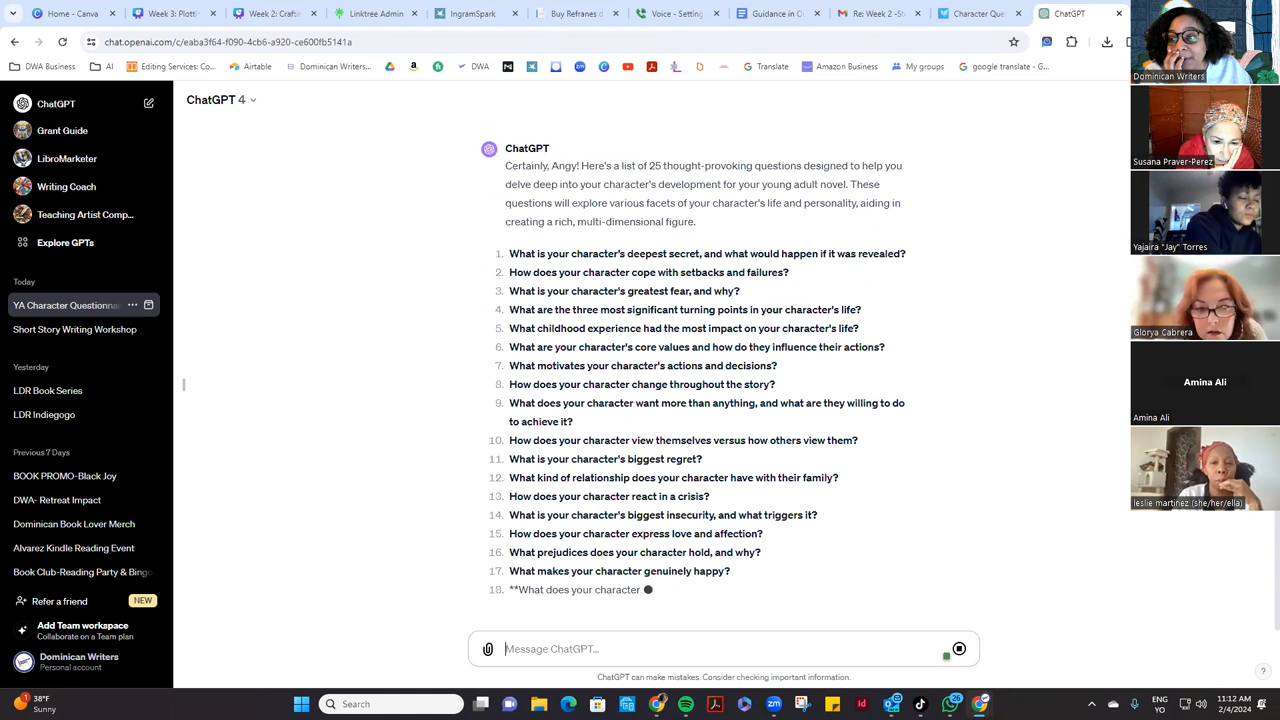 Home - Canva
Week 3: Plotti
Week 2: Crafti
Linktree Admin
Inspirational
Voice - Setting
Guidance in C
Re: Week 2 -
Character Que
ChatGPT
chat.openai.com/c/eaba3f64-f090-4cb6-a920-ce600fb5141a
DWA Business
AI
Editing Services: Co...
Airtable
Dominican Writers...
DWA
Translate
Amazon Business
My groups
google translate - G...
ChatGPT
Grant Guide
LibroMarketer
Writing Coach
Teaching Artist Comp...
Explore GPTs
Today
YA Character Questionna
Short Story Writing Workshop
Yesterday
LDR Book Series
LDR Indiegogo
Previous 7 Days
BOOK PROMO-Black Joy
DWA- Retreat Impact
Dominican Book Lover Merch
Alvarez Kindle Reading Event
Book Club-Reading Party & Bingo
Refer a friend
NEW
Add Team workspace
Collaborate on a Team plan
Dominican Writers
Personal account
ChatGPT 4
ChatGPT
Certainly, Angy! Here's a list of 25 thought-provoking questions designed to help you
delve deep into your character's development for your young adult novel. These
questions will explore various facets of your character's life and personality, aiding in
creating a rich, multi-dimensional figure.
1. What is your character's deepest secret, and what would happen if it was revealed?
2. How does your character cope with setbacks and failures?
3. What is your character's greatest fear, and why?
4. What are the three most significant turning points in your character's life?
5. What childhood experience had the most impact on your character's life?
6. What are your character's core values and how do they influence their actions?
7. What motivates your character's actions and decisions?
8. How does your character change throughout the story?
9. What does your character want more than anything, and what are they willing to do
to achieve it?
10. How does your character view themselves versus how others view them?
11. What is your character's biggest regret?
12. What kind of relationship does your character have with their family?
13. How does your character react in a crisis?
14. What is your character's biggest insecurity, and what triggers it?
15. How does your character express love and affection?
16. What prejudices does your character hold, and why?
17. What makes your character genuinely happy?
18. **What does your character
Message ChatGPT...
ChatGPT can make mistakes. Consider checking important information.
?
Dominican Writers
Susana Praver-Perez
Yajaira "Jay" Torres
Glorya Cabrera
Amina Ali
Amina Ali
leslie martinez (she/her/ella)
38°F
Sunny
Search
25
ENG
YO
11:12 AM
2/4/2024